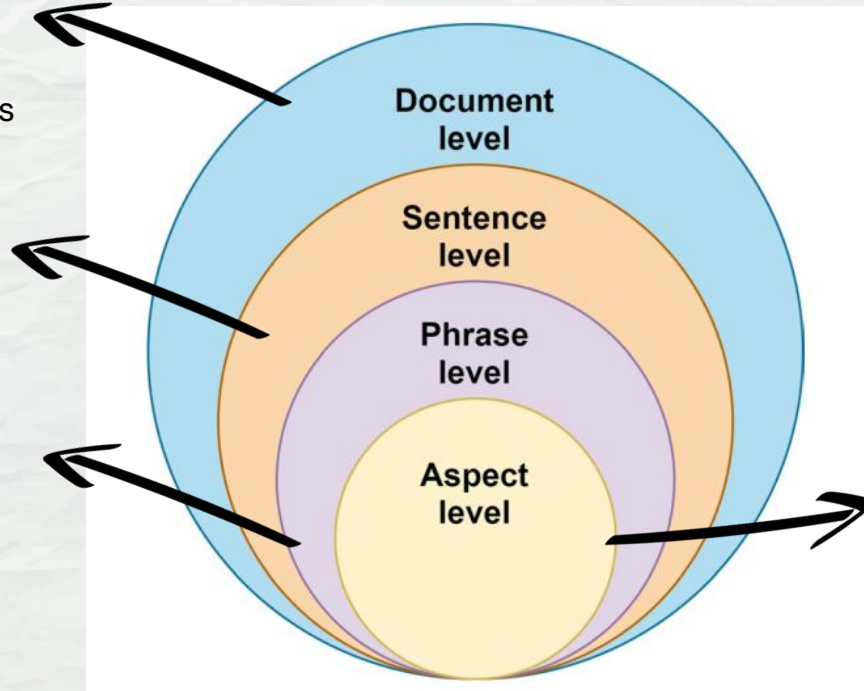 s
Document
level
Sentence
level
Phrase
level
Aspect
level